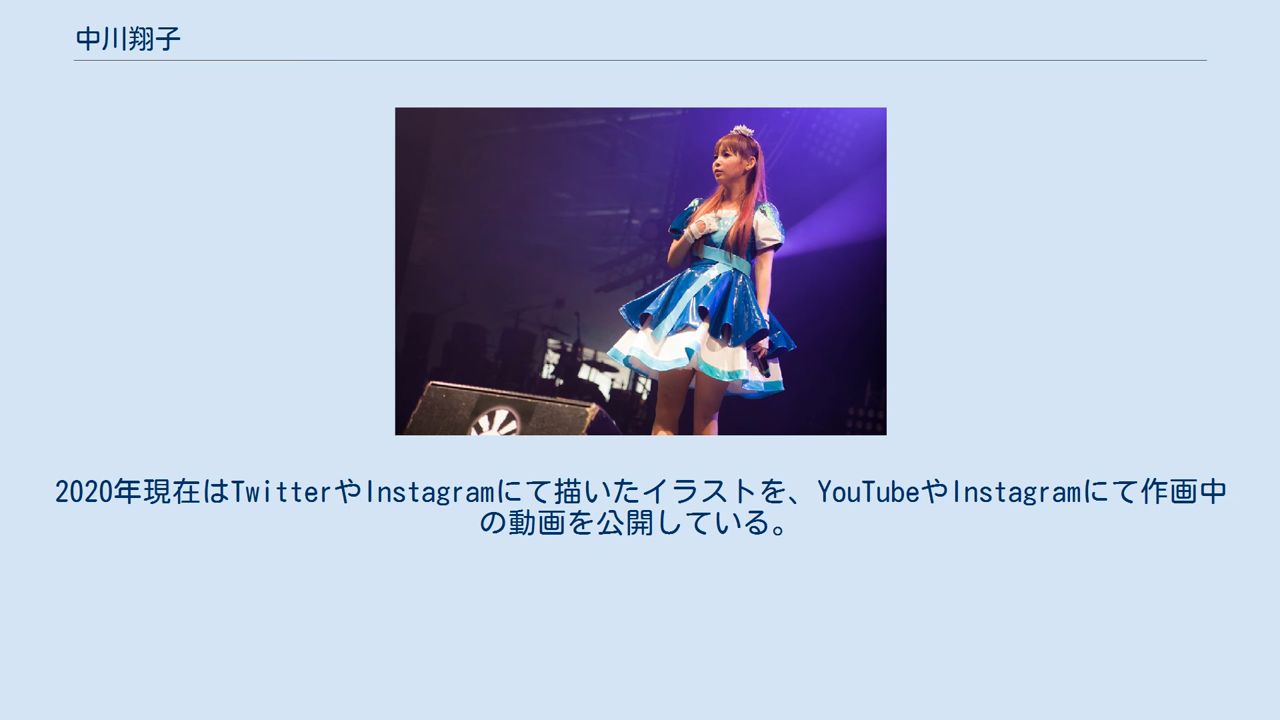 中川翔子
2020年現在はTwitterやInstagramにて描いたイラストを、YouTubeやInstagramにて作画中
の動画を公開している。